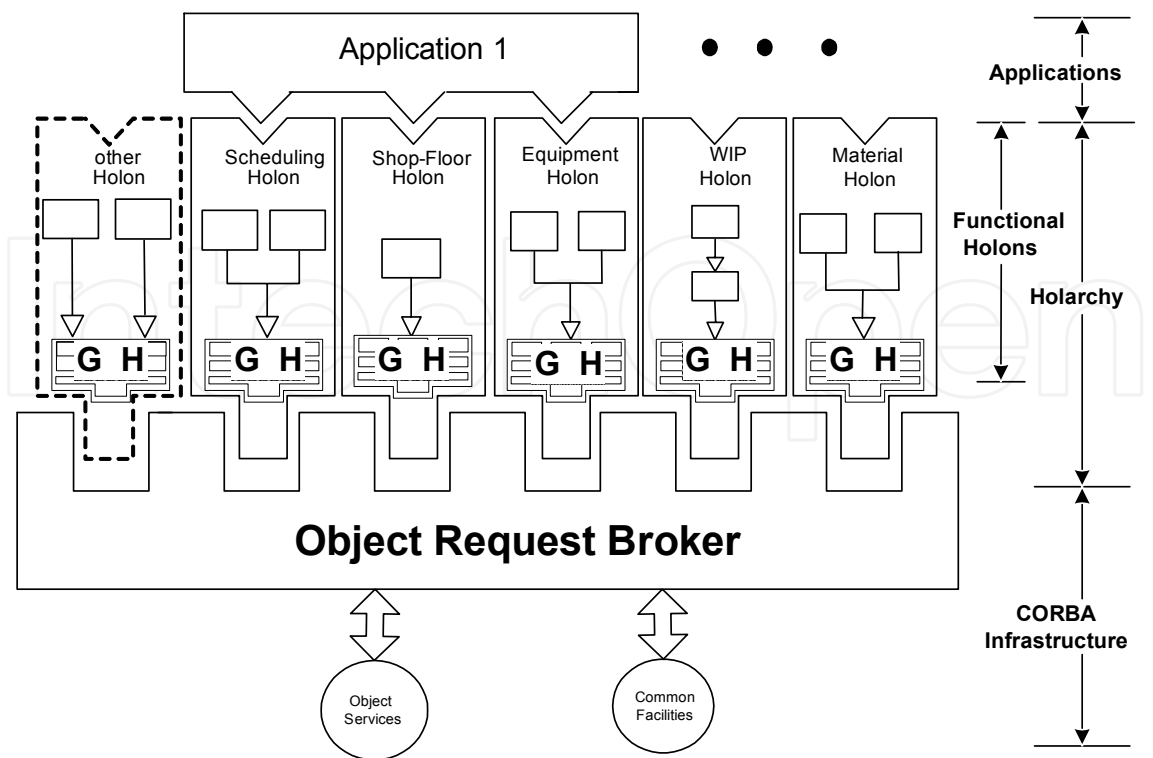 Application 1
Applications
other
Holon
Scheduling
Holon
Shop-Floor
Holon
Equipment
Holon
WIP
Holon
Material
Holon
Functional
Holons
Holarchy
G H
G H
G H
G H
G H
G H
Object Request Broker
CORBA
Infrastructure
Object
Services
Common
Facilities
IntechOpen